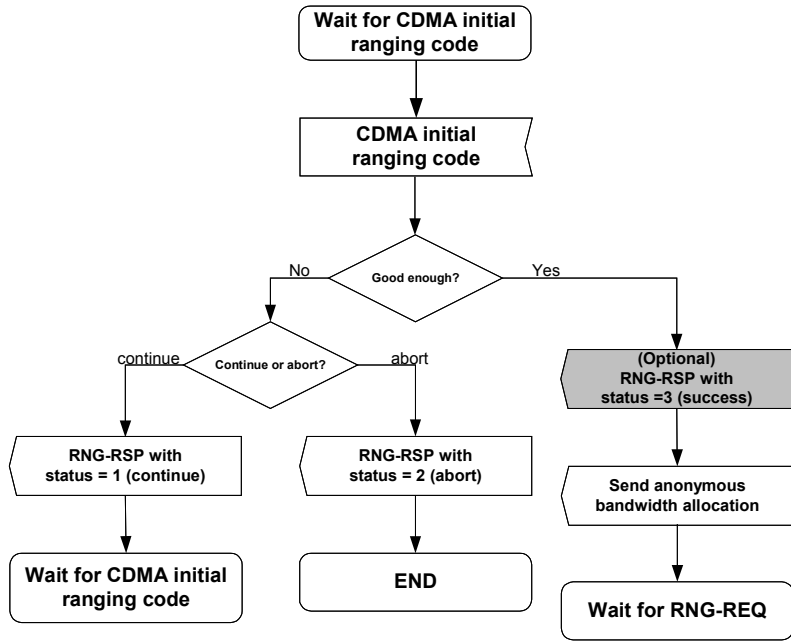 Wait for CDMA initial
ranging code
CDMA initial
ranging code
Good enough?
No
Yes
Continue or abort?
continue
abort
(Optional)
RNG-RSP with
status =3 (success)
RNG-RSP with
status = 1 (continue)
RNG-RSP with
status = 2 (abort)
Send anonymous
bandwidth allocation
Wait for CDMA initial
ranging code
END
Wait for RNG-REQ